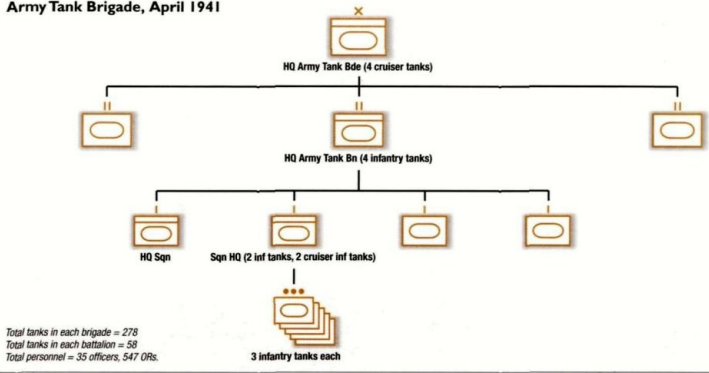 Army Tank Brigade, April 1941
HQ Army Tank Bde (4 cruiser tanks)
HQ Army Tank Bn (4 infantry tanks)
HQ Sqn
Sqn HQ (2 inf tanks, 2 cruiser inf tanks)
3 infantry tanks each
Total tanks in each brigade = 278
Total tanks in each battalion = 58
Total personnel = 35 officers, 547 ORs.